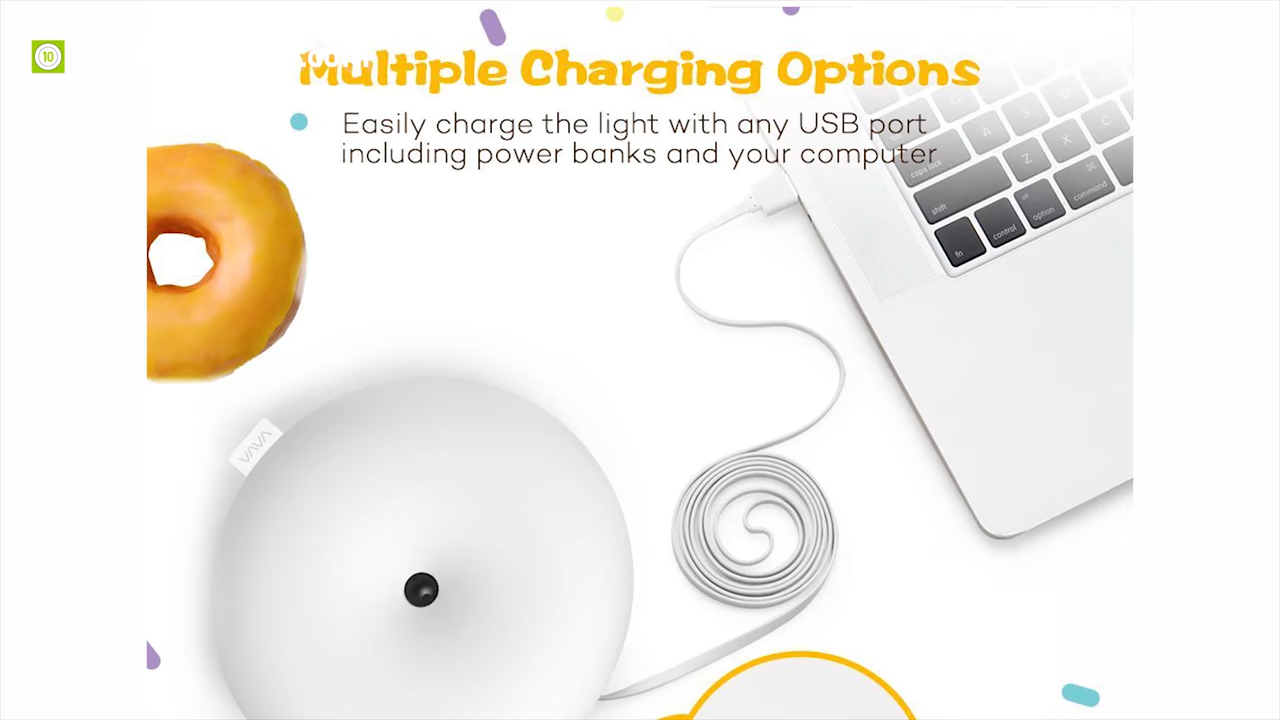 10
Multiple Charging Options
Easily charge the light with any USB port
including power banks and your computer
A
S
Z
X
C
caps lock
shift
fn
control
option
⌘
command
VAVA